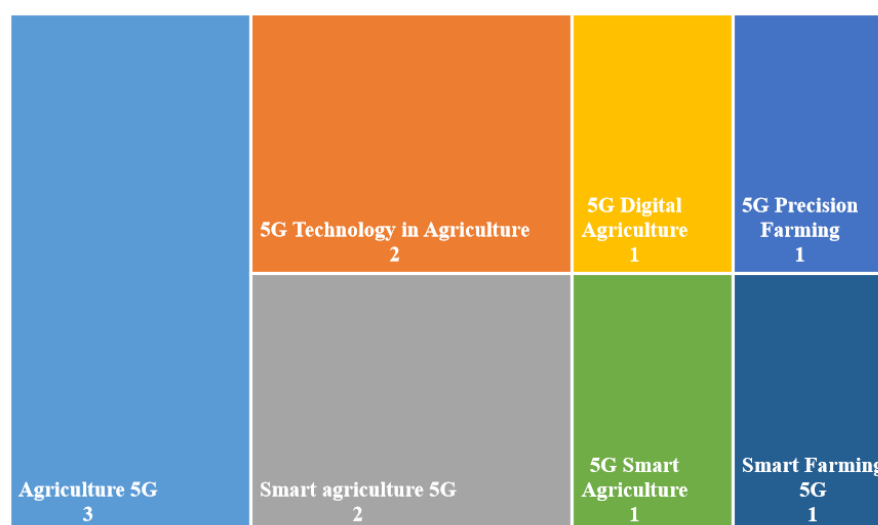 5G Technology in Agriculture
2
5G Digital
Agriculture
1
5G Precision
Farming
1
Agriculture 5G
3
Smart agriculture 5G
2
5G Smart
Agriculture
1
Smart Farming
5G
1